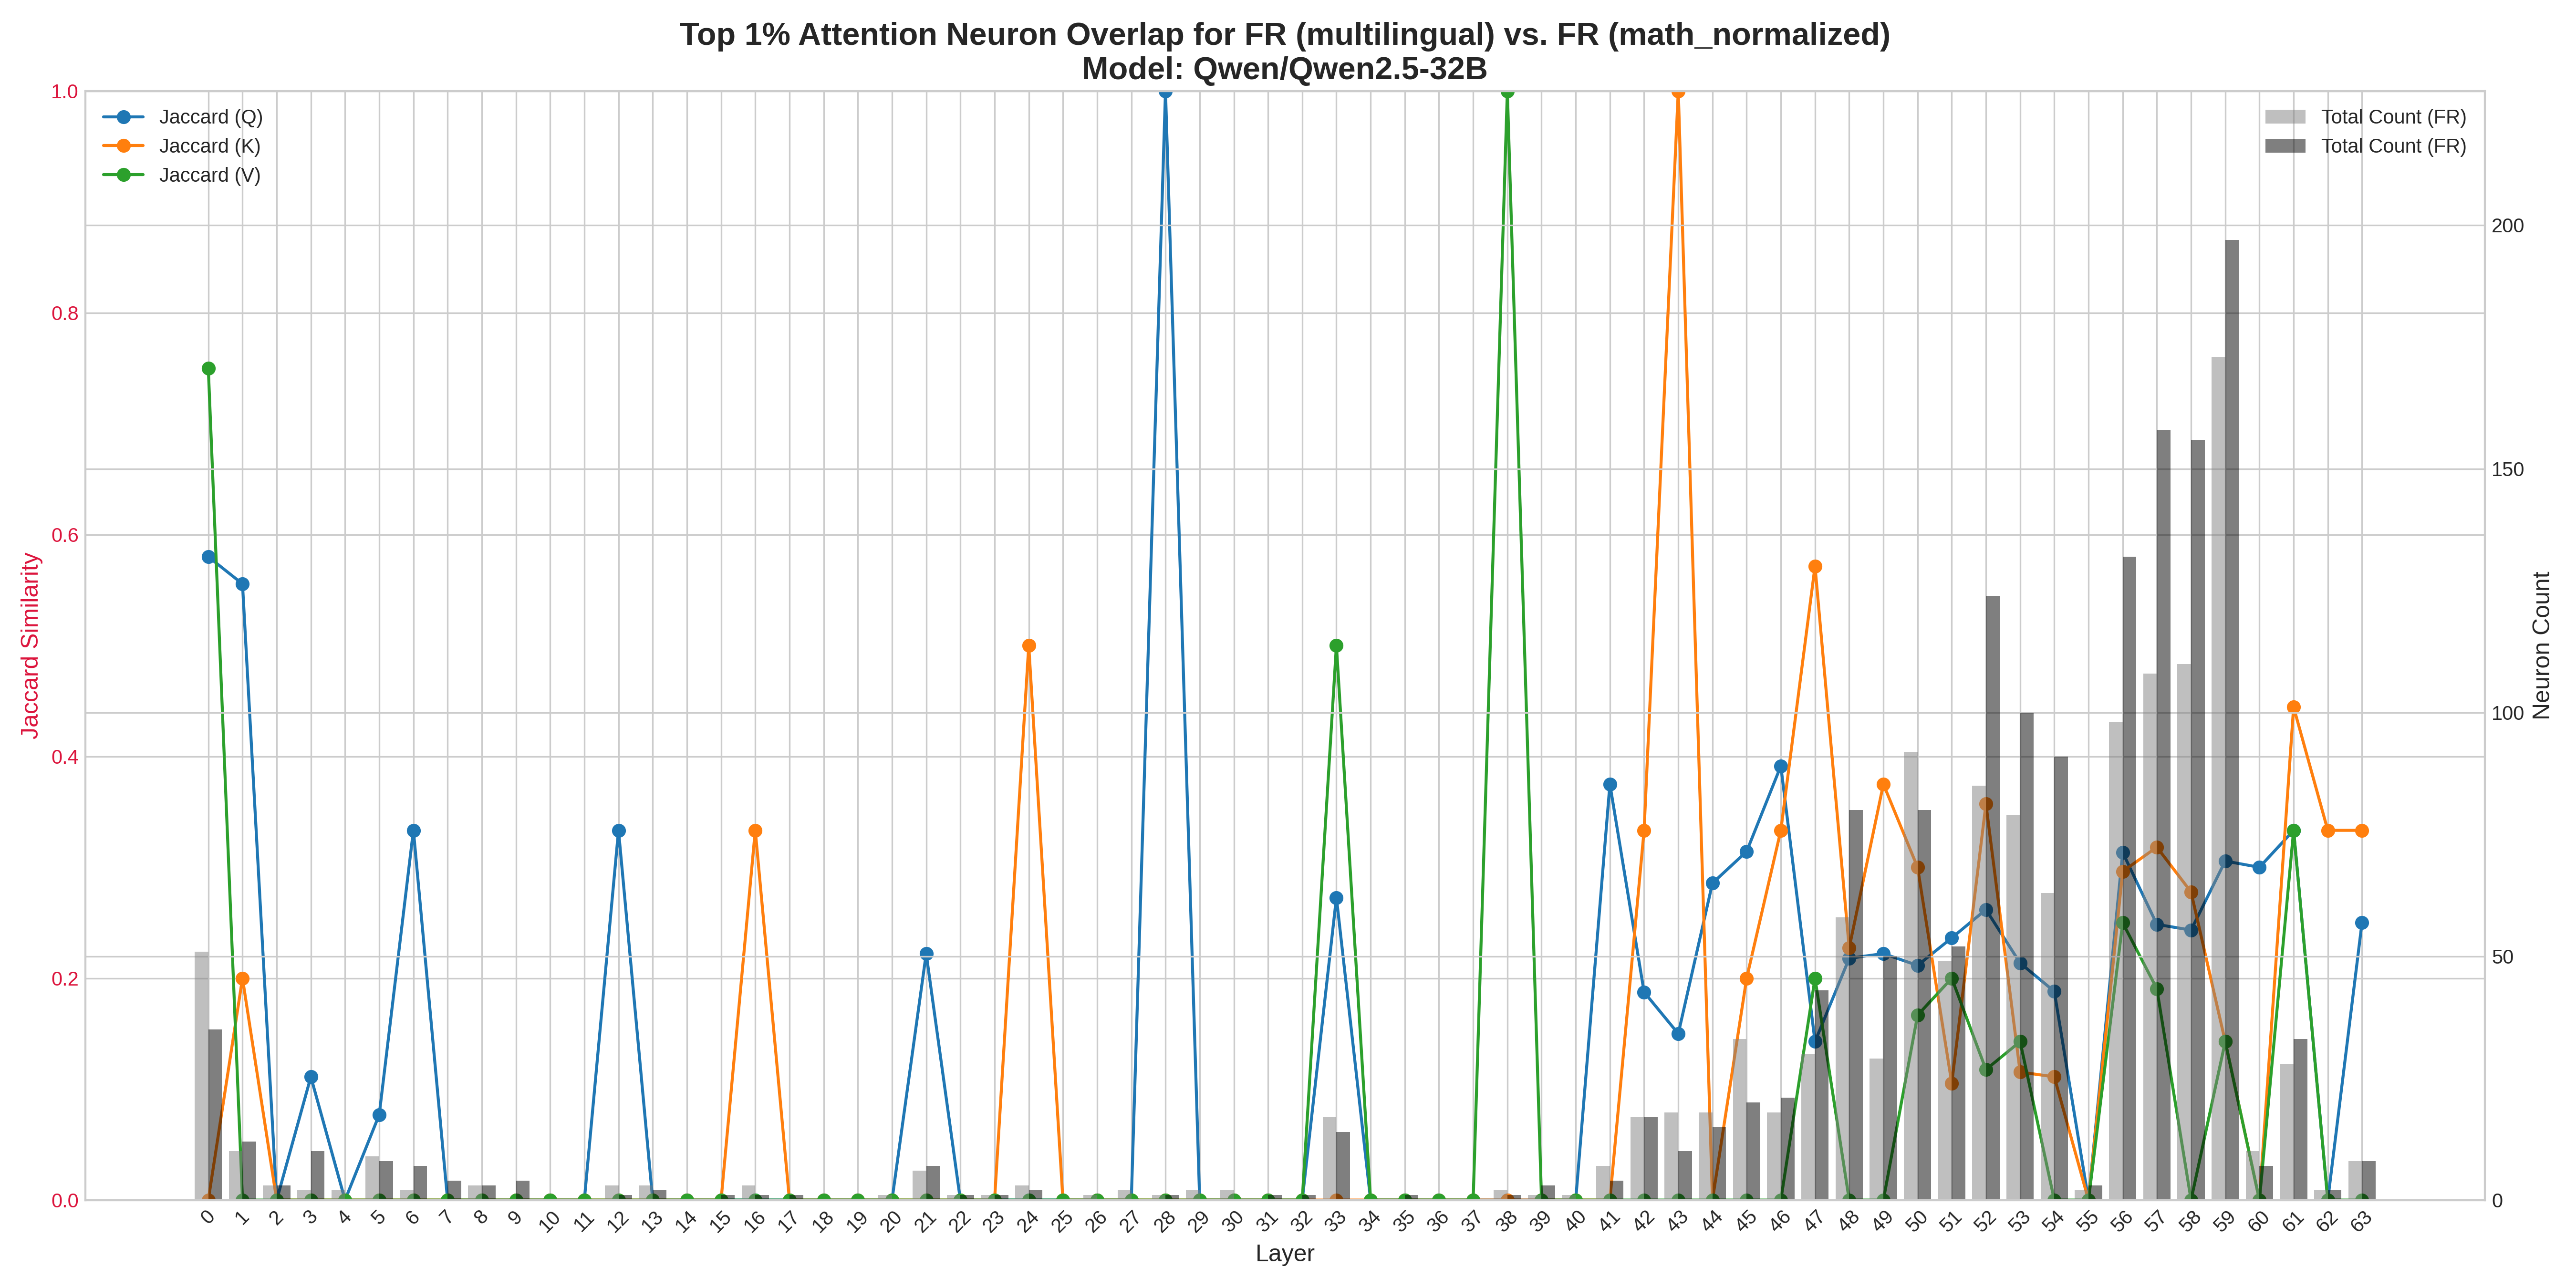 Top 1% Attention Neuron Overlap for FR (multilingual) vs. FR (math_normalized)
Model: Qwen/Qwen2.5-32B
Jaccard (Q)
Jaccard (K)
Jaccard (V)
Total Count (FR)
Total Count (FR)
1.0
0.8
0.6
0.4
0.2
0.0
Jaccard Similarity
200
150
100
50
0
Neuron Count
0 1 2 3 4 5 6 7 8 9 10 11 12 13 14 15 16 17 18 19 20 21 22 23 24 25 26 27 28 29 30 31 32 33 34 35 36 37 38 39 40 41 42 43 44 45 46 47 48 49 50 51 52 53 54 55 56 57 58 59 60 61 62 63
Layer